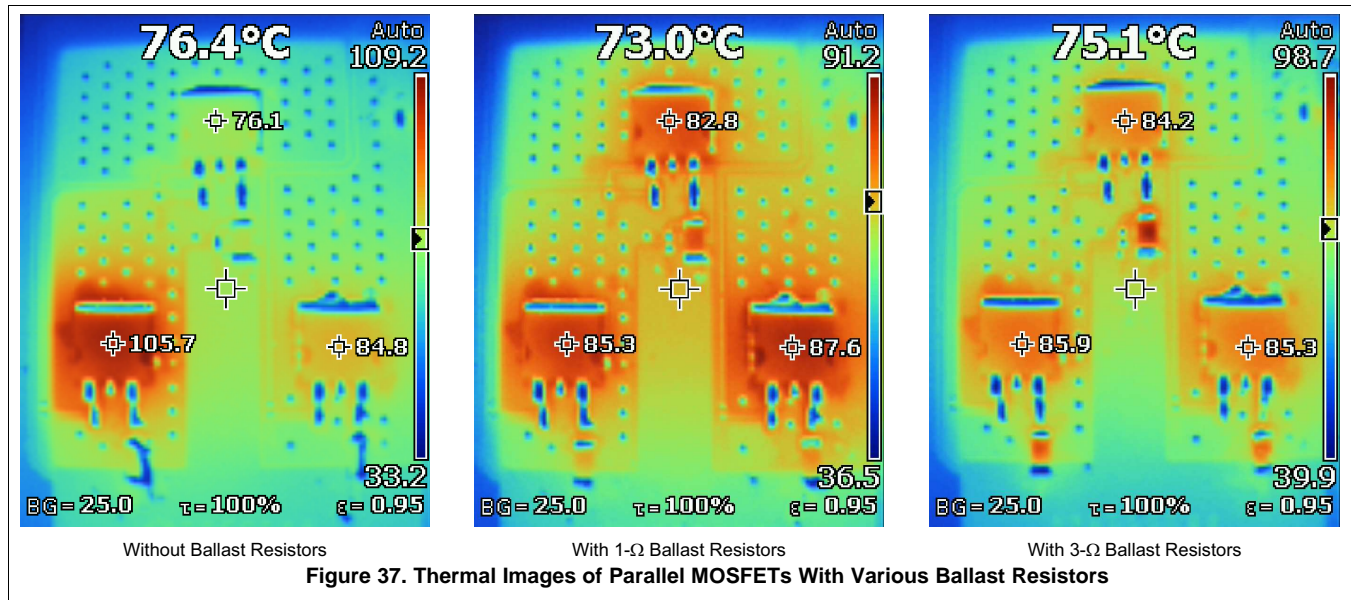 76.4°C
Auto
109.2
76.1
105.7
84.8
33.2
BG = 25.0 τ = 100% ε = 0.95
73.0°C
Auto
91.2
82.8
85.3
87.6
36.5
BG = 25.0 τ = 100% ε = 0.95
75.1°C
Auto
98.7
84.2
85.9
85.3
39.9
BG = 25.0 τ = 100% ε = 0.95
Without Ballast Resistors
With 1-Ω Ballast Resistors
With 3-Ω Ballast Resistors
Figure 37. Thermal Images of Parallel MOSFETs With Various Ballast Resistors